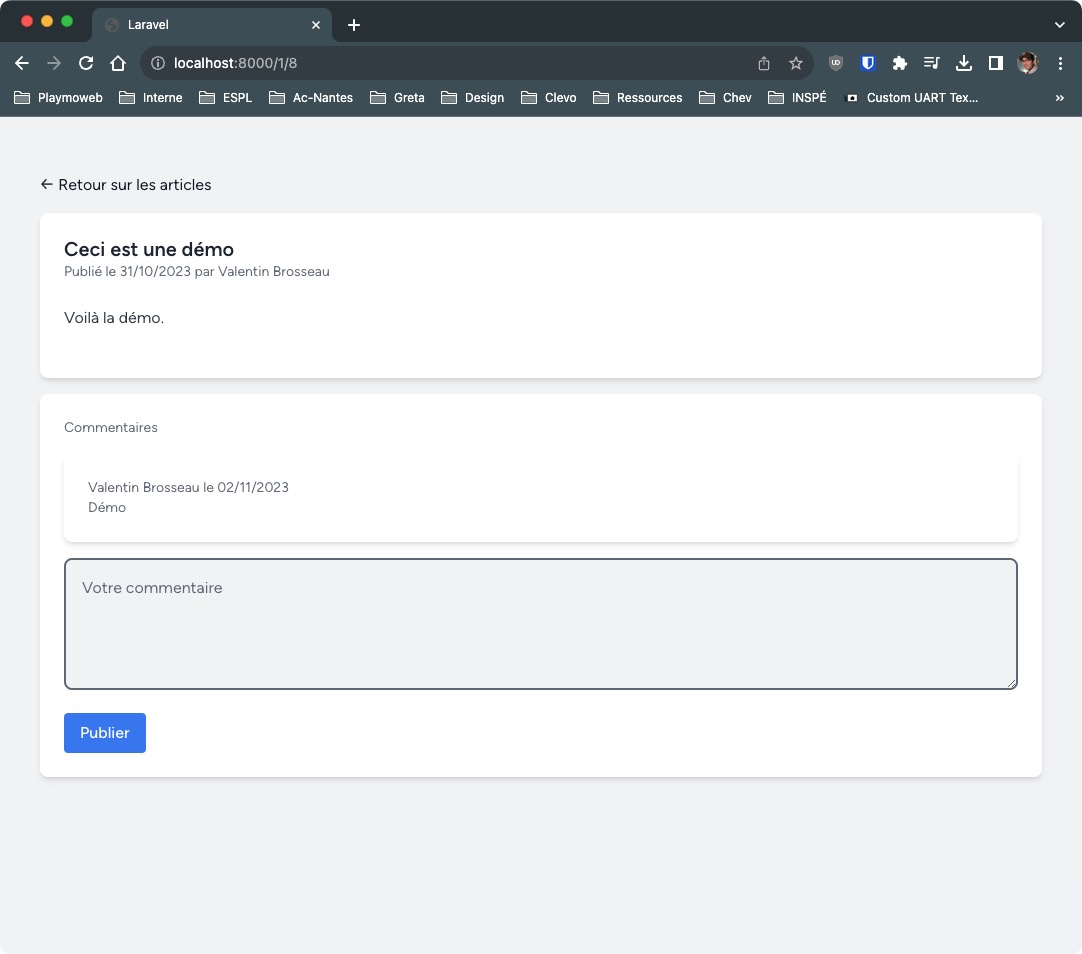 Laravel
localhost:8000/1/8
Playmoweb Interne ESPL Ac-Nantes Greta Design Clevo Ressources Chev INSPÉ Custom UART Tex...
← Retour sur les articles
Ceci est une démo
Publié le 31/10/2023 par Valentin Brosseau
Voilà la démo.
Commentaires
Valentin Brosseau le 02/11/2023
Démo
Votre commentaire
Publier